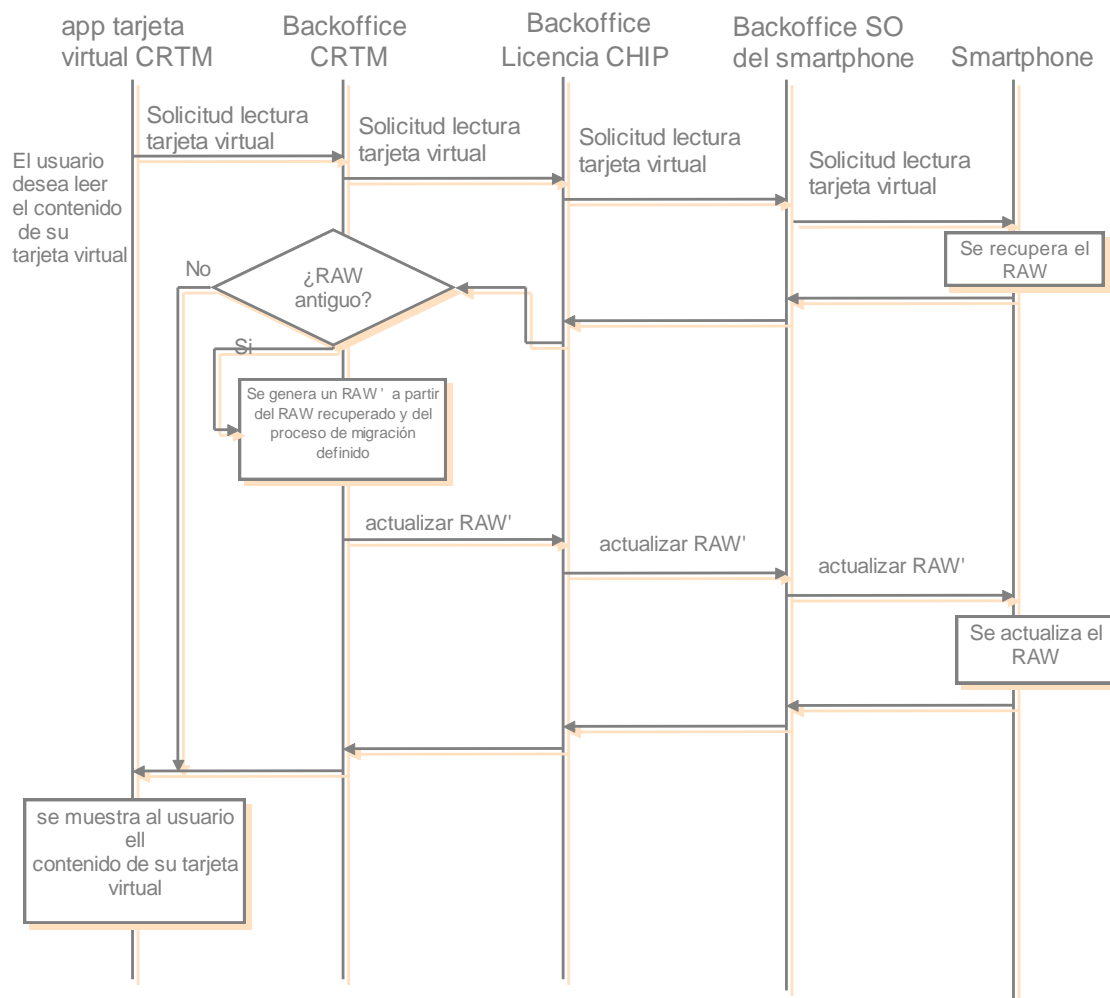 app tarjeta
virtual CRTM
Backoffice
CRTM
Backoffice
Licencia CHIP
Backoffice SO
del smartphone
Smartphone
Solicitud lectura
tarjeta virtual
Solicitud lectura
tarjeta virtual
Solicitud lectura
tarjeta virtual
Solicitud lectura
tarjeta virtual
El usuario
desea leer
el contenido
de su
tarjeta virtual
Se recupera el
RAW
No
¿RAW
antiguo?
Si
Se genera un RAW ' a partir
del RAW recuperado y del
proceso de migración
definido
actualizar RAW'
actualizar RAW'
actualizar RAW'
Se actualiza el
RAW
se muestra al usuario
ell
contenido de su tarjeta
virtual